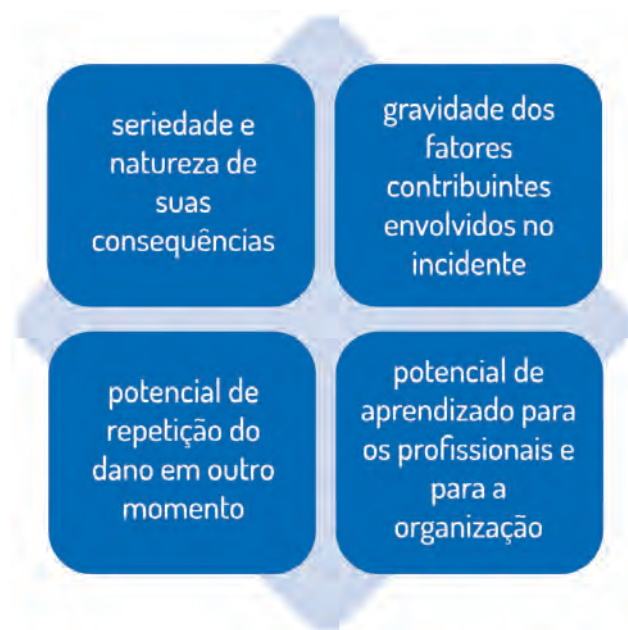 seriedade e
natureza de
suas
consequências
gravidade dos
fatores
contribuintes
envolvidos no
incidente
potencial de
repetição do
dano em outro
momento
potencial de
aprendizado para
os profissionais e
para a
organização